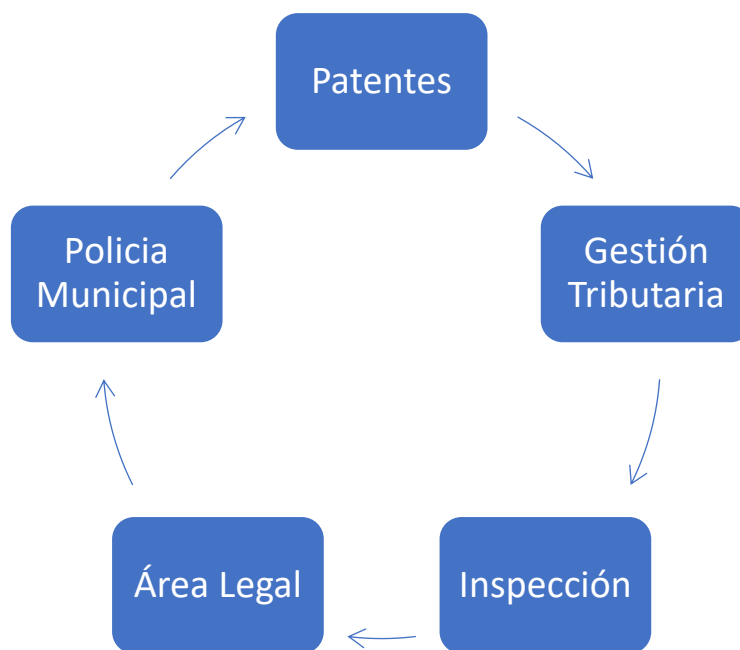 Patentes
Policia
Municipal
Gestión
Tributaria
Área Legal
Inspección